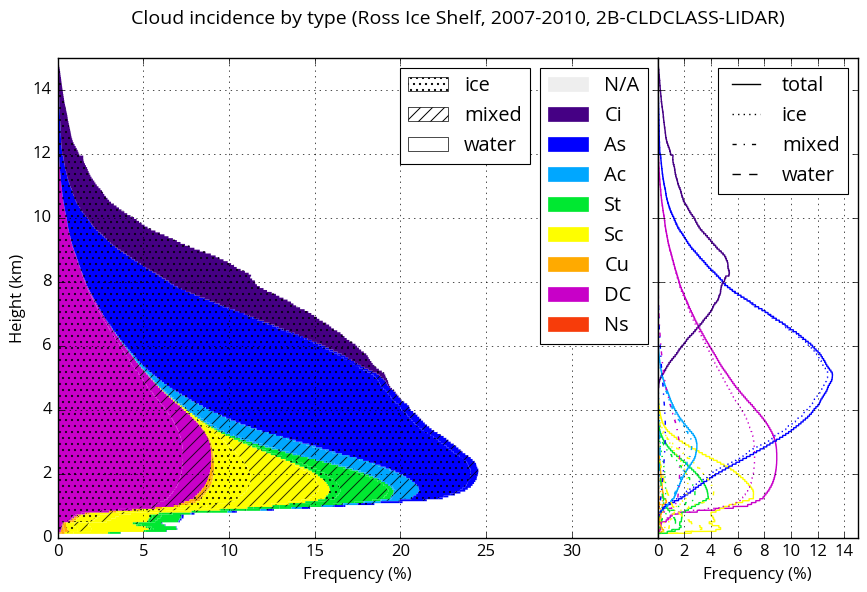 Cloud incidence by type (Ross Ice Shelf, 2007-2010, 2B-CLDCLASS-LIDAR)
Height (km)
14
12
10
8
6
4
2
0
0 5 10 15 20 25 30
Frequency (%)
ice
mixed
water
N/A
Ci
As
Ac
St
Sc
Cu
DC
Ns
total
ice
mixed
water
0 2 4 6 8 10 12 14
Frequency (%)